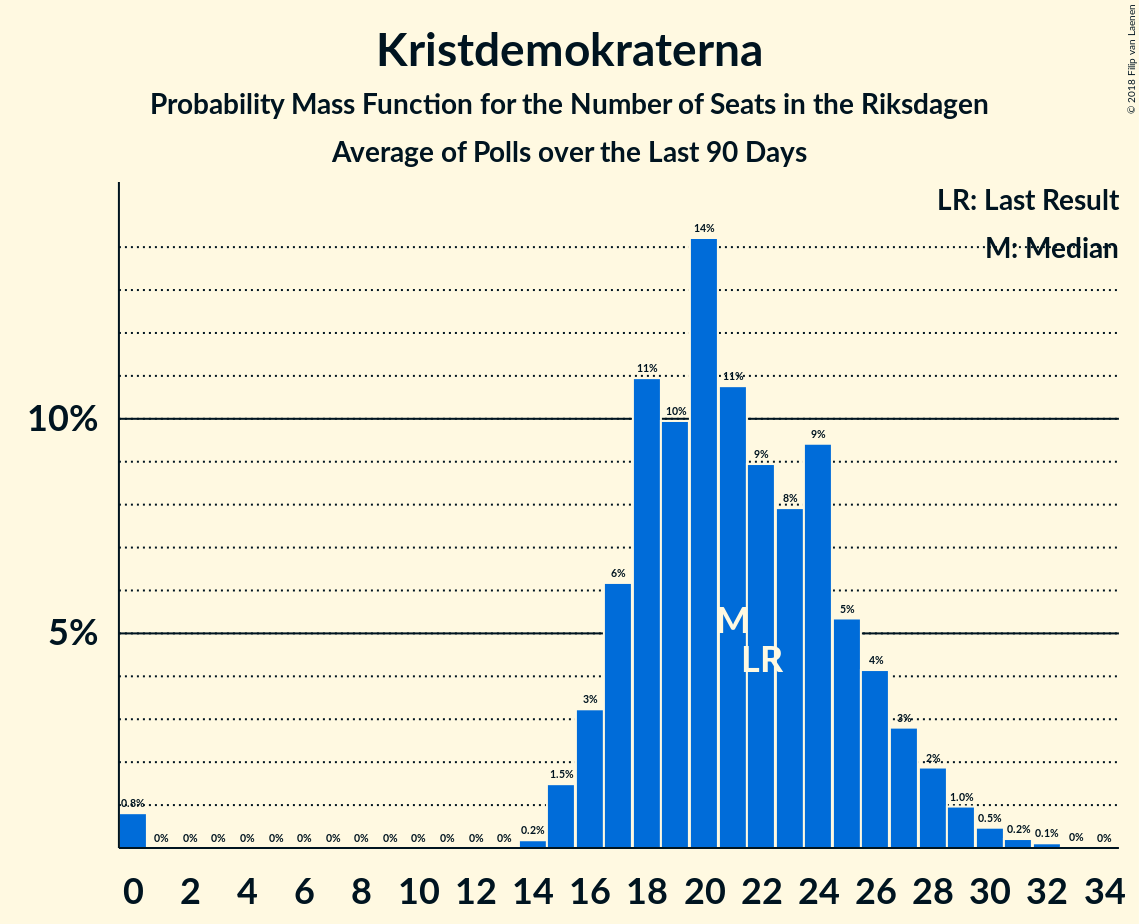 © 2018 Filip van Laenen
Kristdemokraterna
Probability Mass Function for the Number of Seats in the Riksdagen
Average of Polls over the Last 90 Days
LR: Last Result
M: Median
10%
5%
0.8% 0% 0% 0% 0% 0% 0% 0% 0% 0% 0% 0% 0% 0% 0.2% 1.5% 3% 6% 11% 10% 14% 11% 9% 8% 9% 5% 4% 3% 2% 1.0% 0.5% 0.2% 0.1% 0% 0%
M
LR
0 2 4 6 8 10 12 14 16 18 20 22 24 26 28 30 32 34